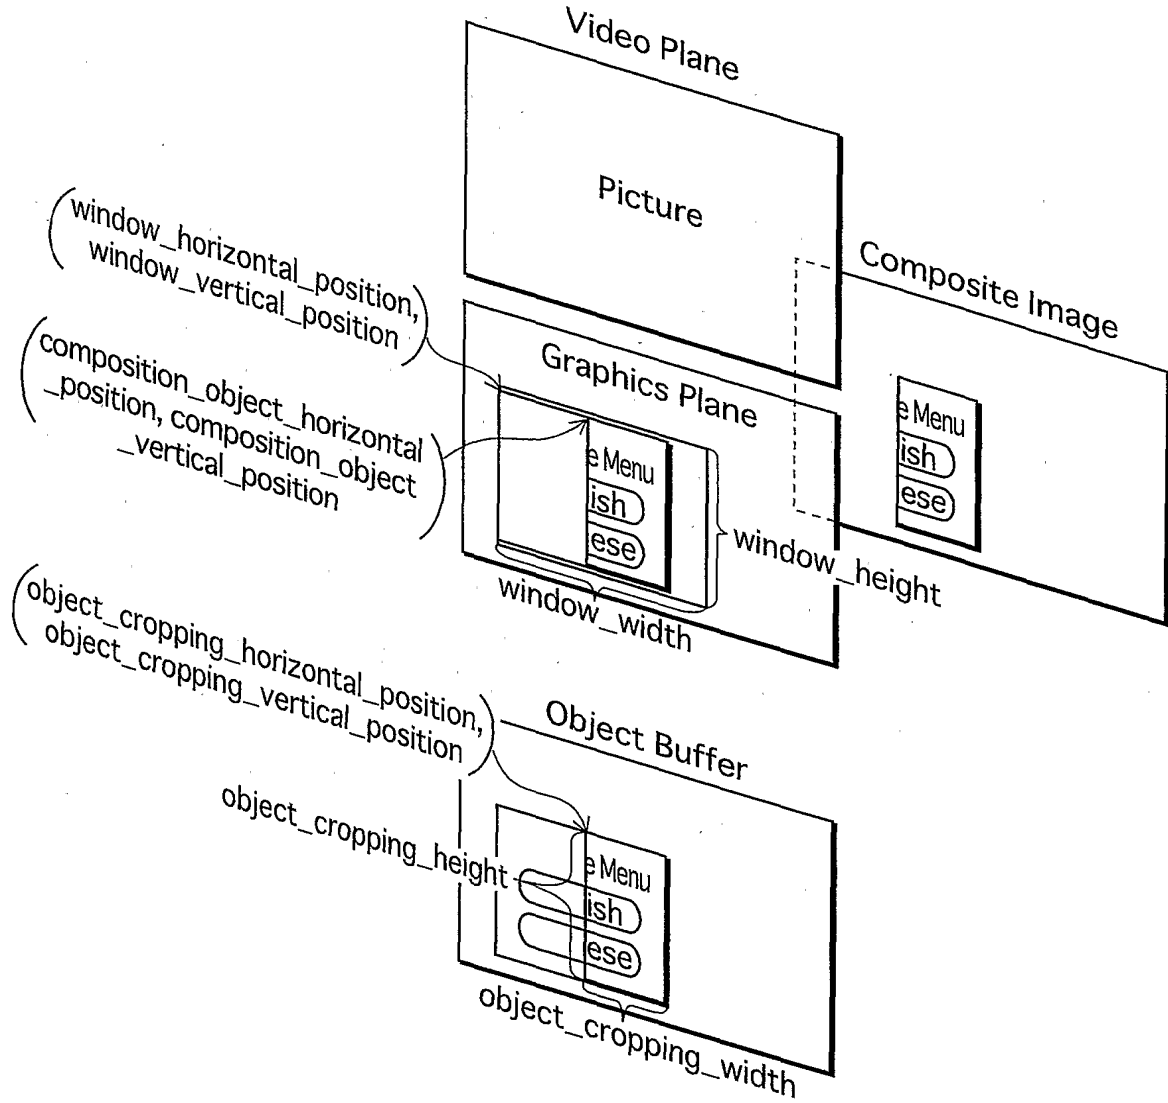 Video Plane
Picture
(window_horizontal_position,
window_vertical_position)
Composite Image
Graphics Plane
(composition_object_horizontal
_position, composition_object
_vertical_position)
e Menu
ish
ese
e Menu
ish
ese
window_height
window_width
(object_cropping_horizontal_position,
object_cropping_vertical_position)
Object Buffer
object_cropping_height
e Menu
ish
ese
object_cropping_width